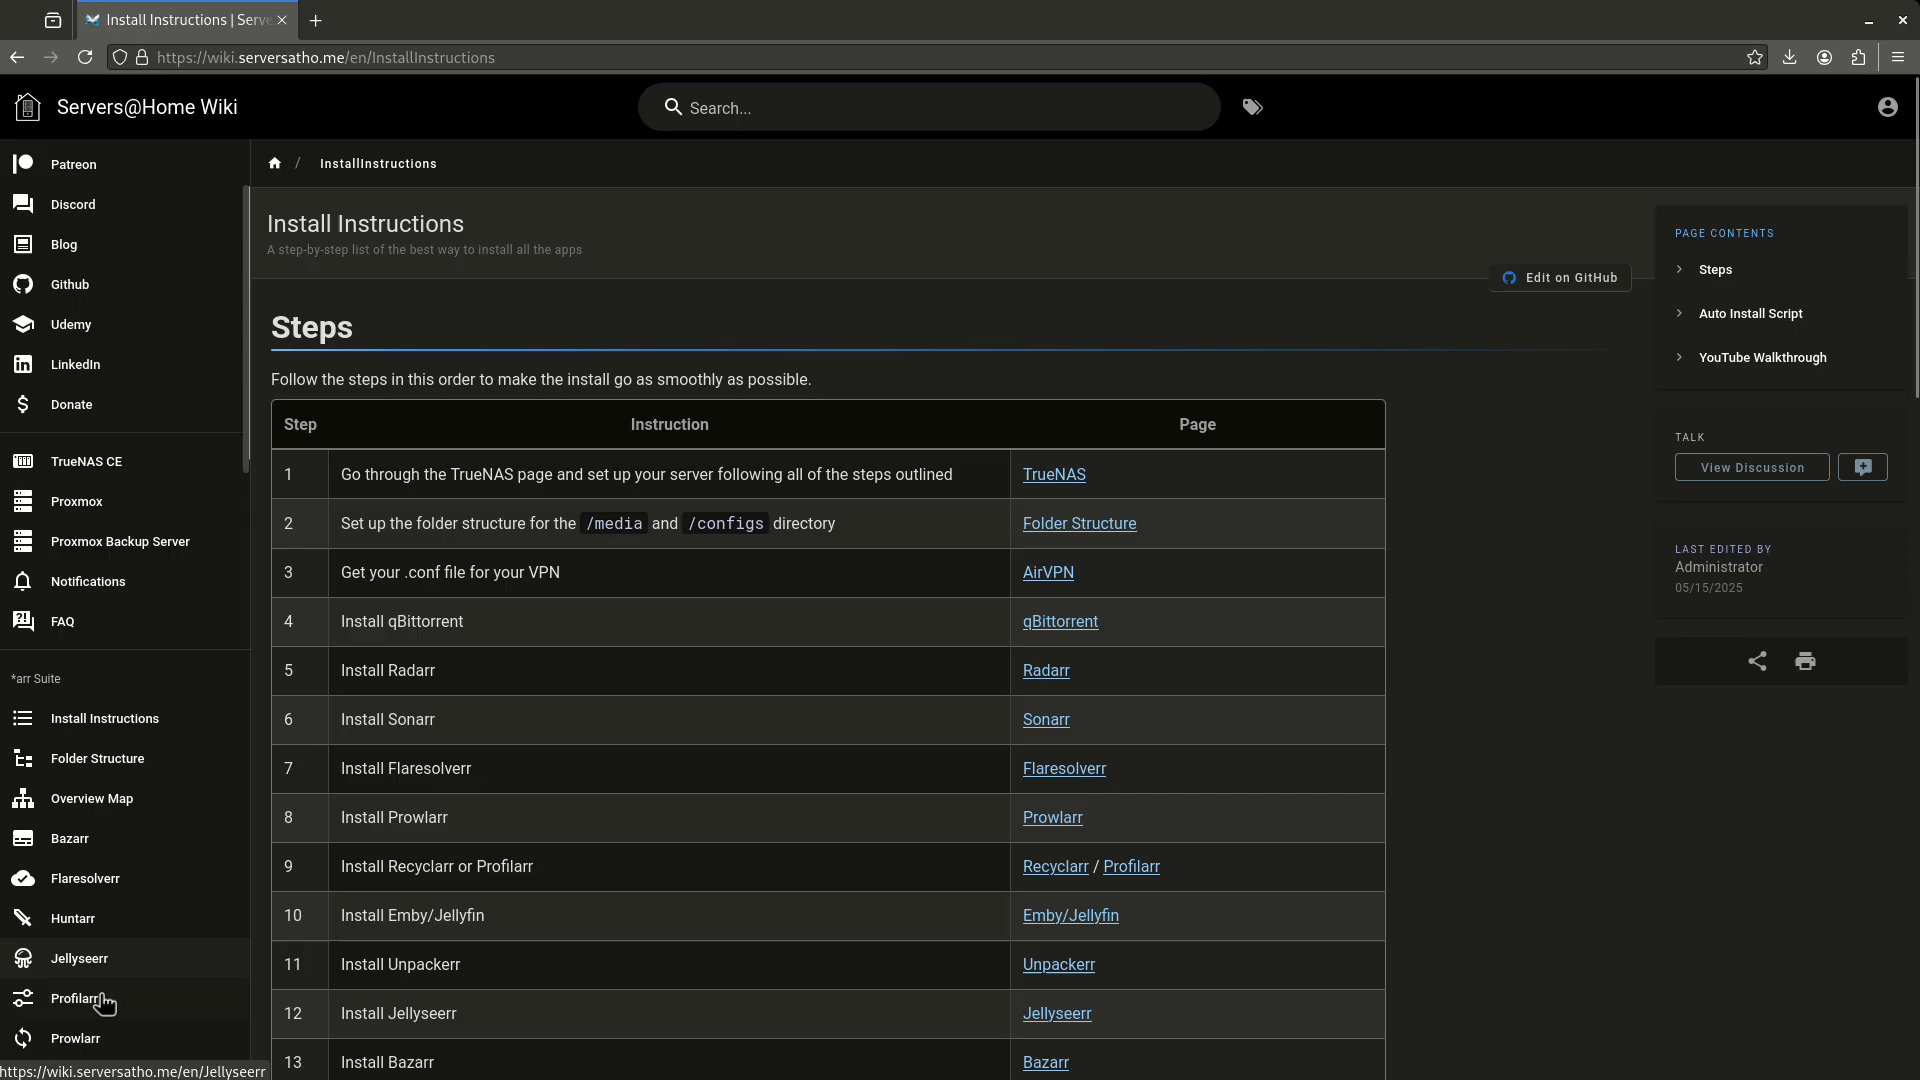 Install Instructions | Serve
https://wiki.serversatho.me/en/InstallInstructions
Servers@Home Wiki
Search...
Patreon
Discord
Blog
Github
Udemy
LinkedIn
Donate
TrueNAS CE
Proxmox
Proxmox Backup Server
Notifications
FAQ
*arr Suite
Install Instructions
Folder Structure
Overview Map
Bazarr
Flaresolverr
Huntarr
Jellyseerr
Profilarr
Prowlarr
https://wiki.serversatho.me/en/Jellyseerr
/ InstallInstructions
Install Instructions
A step-by-step list of the best way to install all the apps
Edit on GitHub
Steps
Follow the steps in this order to make the install go as smoothly as possible.
Step Instruction Page
1 Go through the TrueNAS page and set up your server following all of the steps outlined TrueNAS
2 Set up the folder structure for the /media and /configs directory Folder Structure
3 Get your .conf file for your VPN AirVPN
4 Install qBittorrent qBittorrent
5 Install Radarr Radarr
6 Install Sonarr Sonarr
7 Install Flaresolverr Flaresolverr
8 Install Prowlarr Prowlarr
9 Install Recyclarr or Profilarr Recyclarr / Profilarr
10 Install Emby/Jellyfin Emby/Jellyfin
11 Install Unpackerr Unpackerr
12 Install Jellyseerr Jellyseerr
13 Install Bazarr Bazarr
PAGE CONTENTS
Steps
Auto Install Script
YouTube Walkthrough
TALK
View Discussion
LAST EDITED BY
Administrator
05/15/2025